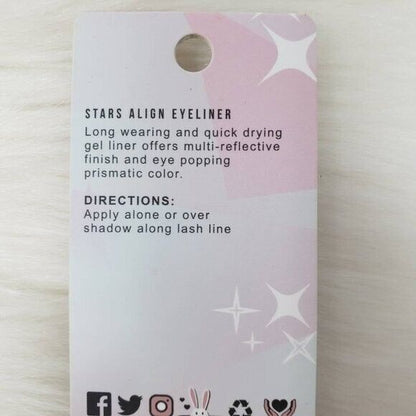 STARS ALIGN EYELINER
Long wearing and quick drying
gel liner offers multi-reflective
finish and eye popping
prismatic color.
DIRECTIONS:
Apply alone or over
shadow along lash line